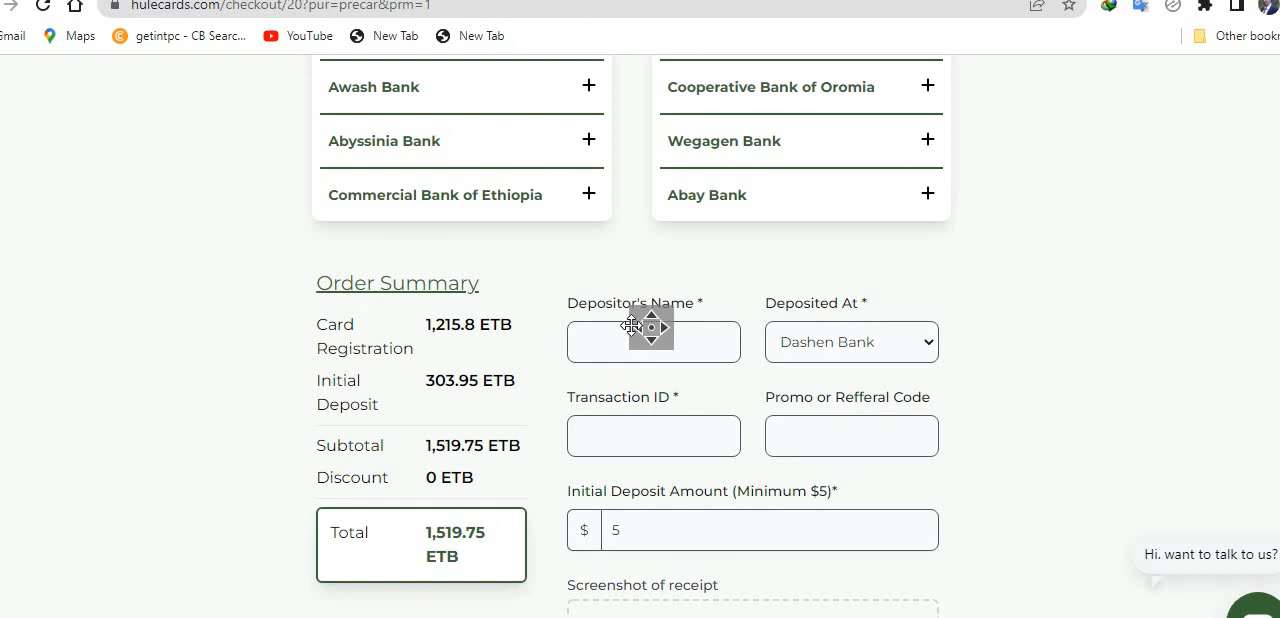 hulecards.com/checkout/20?pur=precar&prm=1
Gmail Maps getintpc - CB Searc... YouTube New Tab New Tab Other bookr
Awash Bank +
Cooperative Bank of Oromia +
Abyssinia Bank +
Wegagen Bank +
Commercial Bank of Ethiopia +
Abay Bank +
Order Summary
Card Registration 1,215.8 ETB
Initial Deposit 303.95 ETB
Subtotal 1,519.75 ETB
Discount 0 ETB
Total 1,519.75 ETB
Depositor's Name *
Deposited At *
Dashen Bank
Transaction ID *
Promo or Refferal Code
Initial Deposit Amount (Minimum $5)*
$ 5
Screenshot of receipt
Hi. want to talk to us?